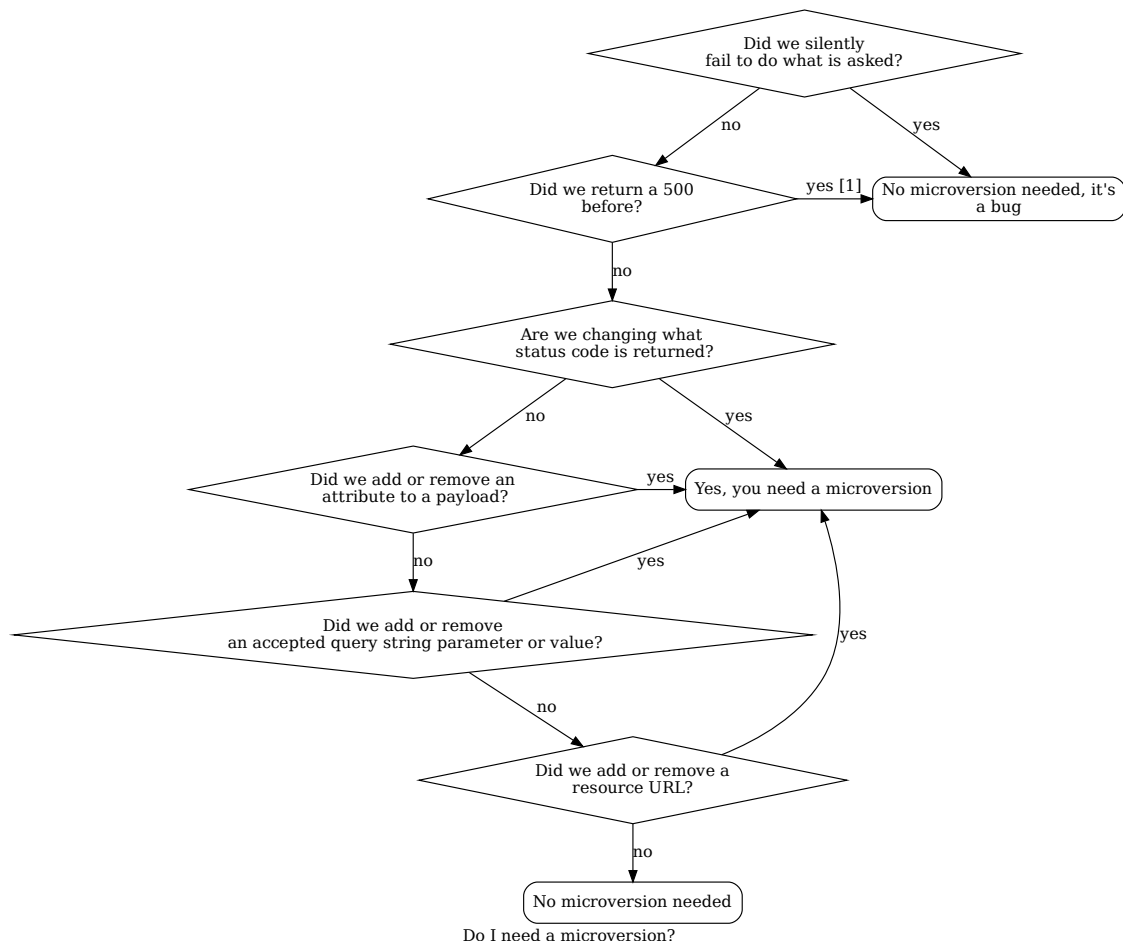 Did we silently
fail to do what is asked?
no
yes
Did we return a 500
before?
yes [1]
No microversion needed, it's
a bug
no
Are we changing what
status code is returned?
no
yes
Did we add or remove an
attribute to a payload?
yes
Yes, you need a microversion
no
yes
Did we add or remove
an accepted query string parameter or value?
yes
no
Did we add or remove a
resource URL?
no
No microversion needed
Do I need a microversion?